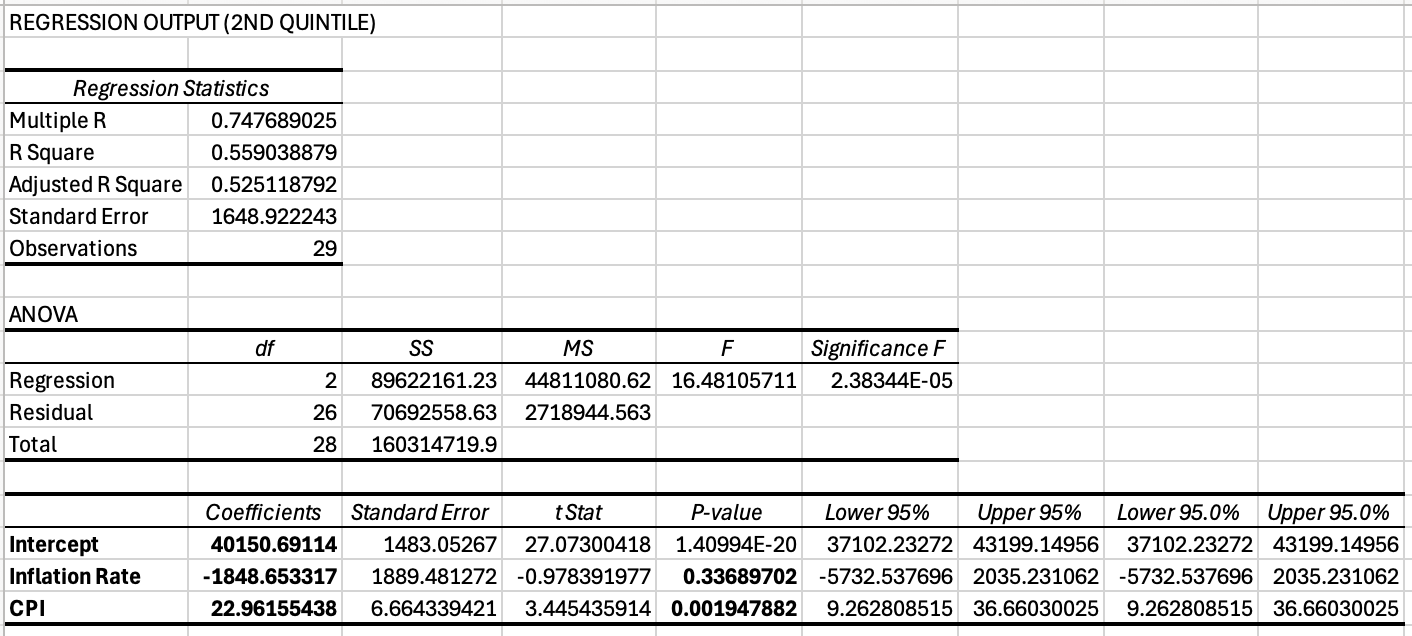 REGRESSION OUTPUT (2ND QUINTILE)
Regression Statistics
Multiple R 0.747689025
R Square 0.559038879
Adjusted R Square 0.525118792
Standard Error 1648.922243
Observations 29
ANOVA
df SS MS F Significance F
Regression 2 89622161.23 44811080.62 16.48105711 2.38344E-05
Residual 26 70692558.63 2718944.563
Total 28 160314719.9
Coefficients Standard Error t Stat P-value Lower 95% Upper 95% Lower 95.0% Upper 95.0%
Intercept 40150.69114 1483.05267 27.07300418 1.40994E-20 37102.23272 43199.14956 37102.23272 43199.14956
Inflation Rate -1848.653317 1889.481272 -0.978391977 0.33689702 -5732.537696 2035.231062 -5732.537696 2035.231062
CPI 22.96155438 6.664339421 3.445435914 0.001947882 9.262808515 36.66030025 9.262808515 36.66030025